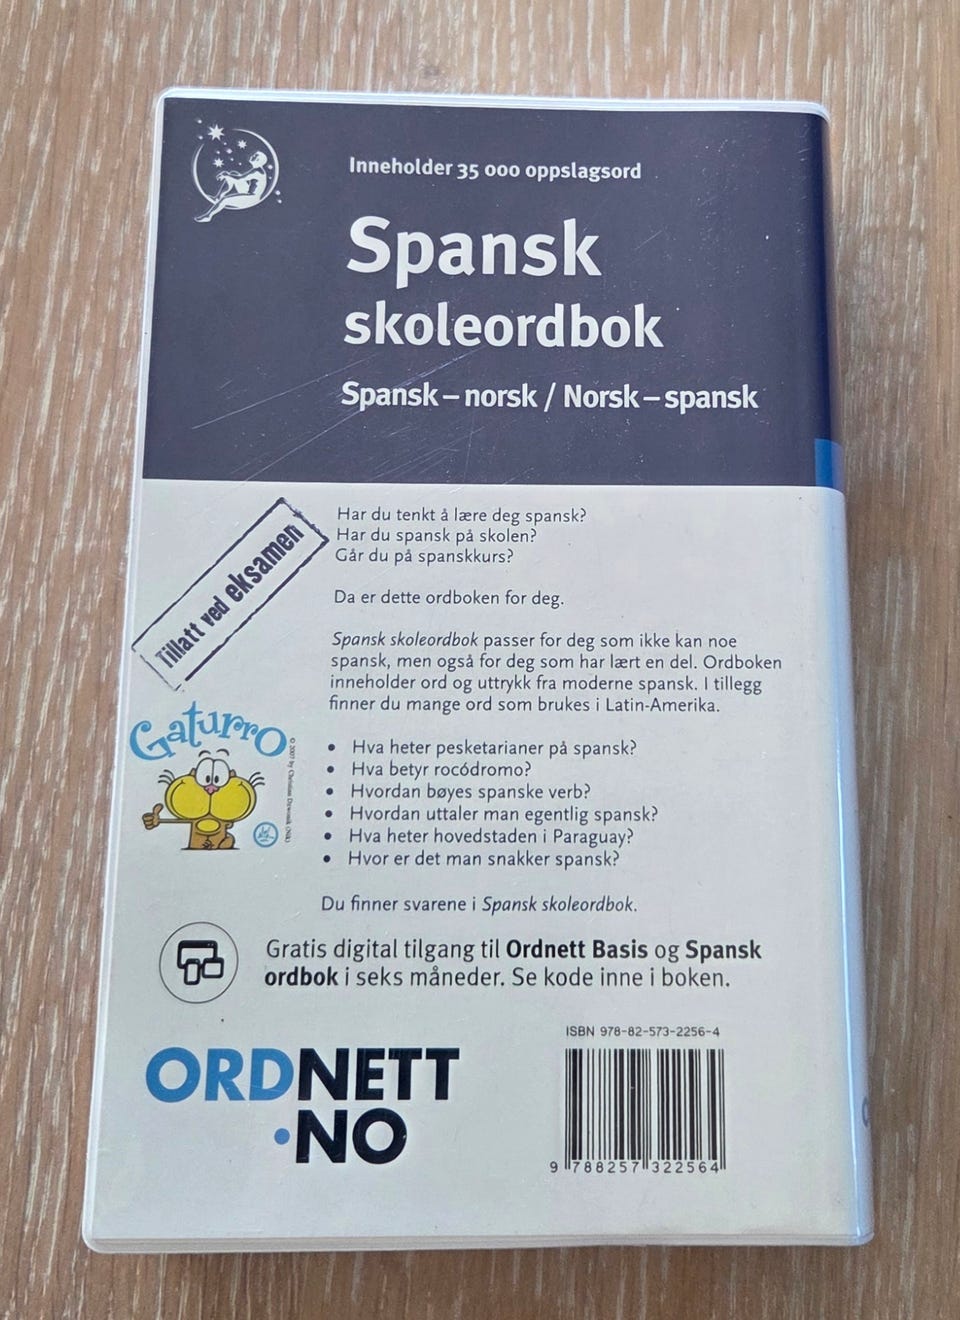 Inneholder 35 000 oppslagsord
Spansk
skoleordbok
Spansk – norsk / Norsk – spansk
Tillatt ved eksamen
Har du tenkt å lære deg spansk?
Har du spansk på skolen?
Går du på spanskkurs?
Da er dette ordboken for deg.
Spansk skoleordbok passer for deg som ikke kan noe
spansk, men også for deg som har lært en del. Ordboken
inneholder ord og uttrykk fra moderne spansk. I tillegg
finner du mange ord som brukes i Latin-Amerika.
Gaturro
© 2007 by Christian Dzwonik (Nik)
• Hva heter pesketarianer på spansk?
• Hva betyr rocódromo?
• Hvordan bøyes spanske verb?
• Hvordan uttaler man egentlig spansk?
• Hva heter hovedstaden i Paraguay?
• Hvor er det man snakker spansk?
Du finner svarene i Spansk skoleordbok.
Gratis digital tilgang til Ordnett Basis og Spansk
ordbok i seks måneder. Se kode inne i boken.
ORDNETT
•NO
ISBN 978-82-573-2256-4
9 788257 322564